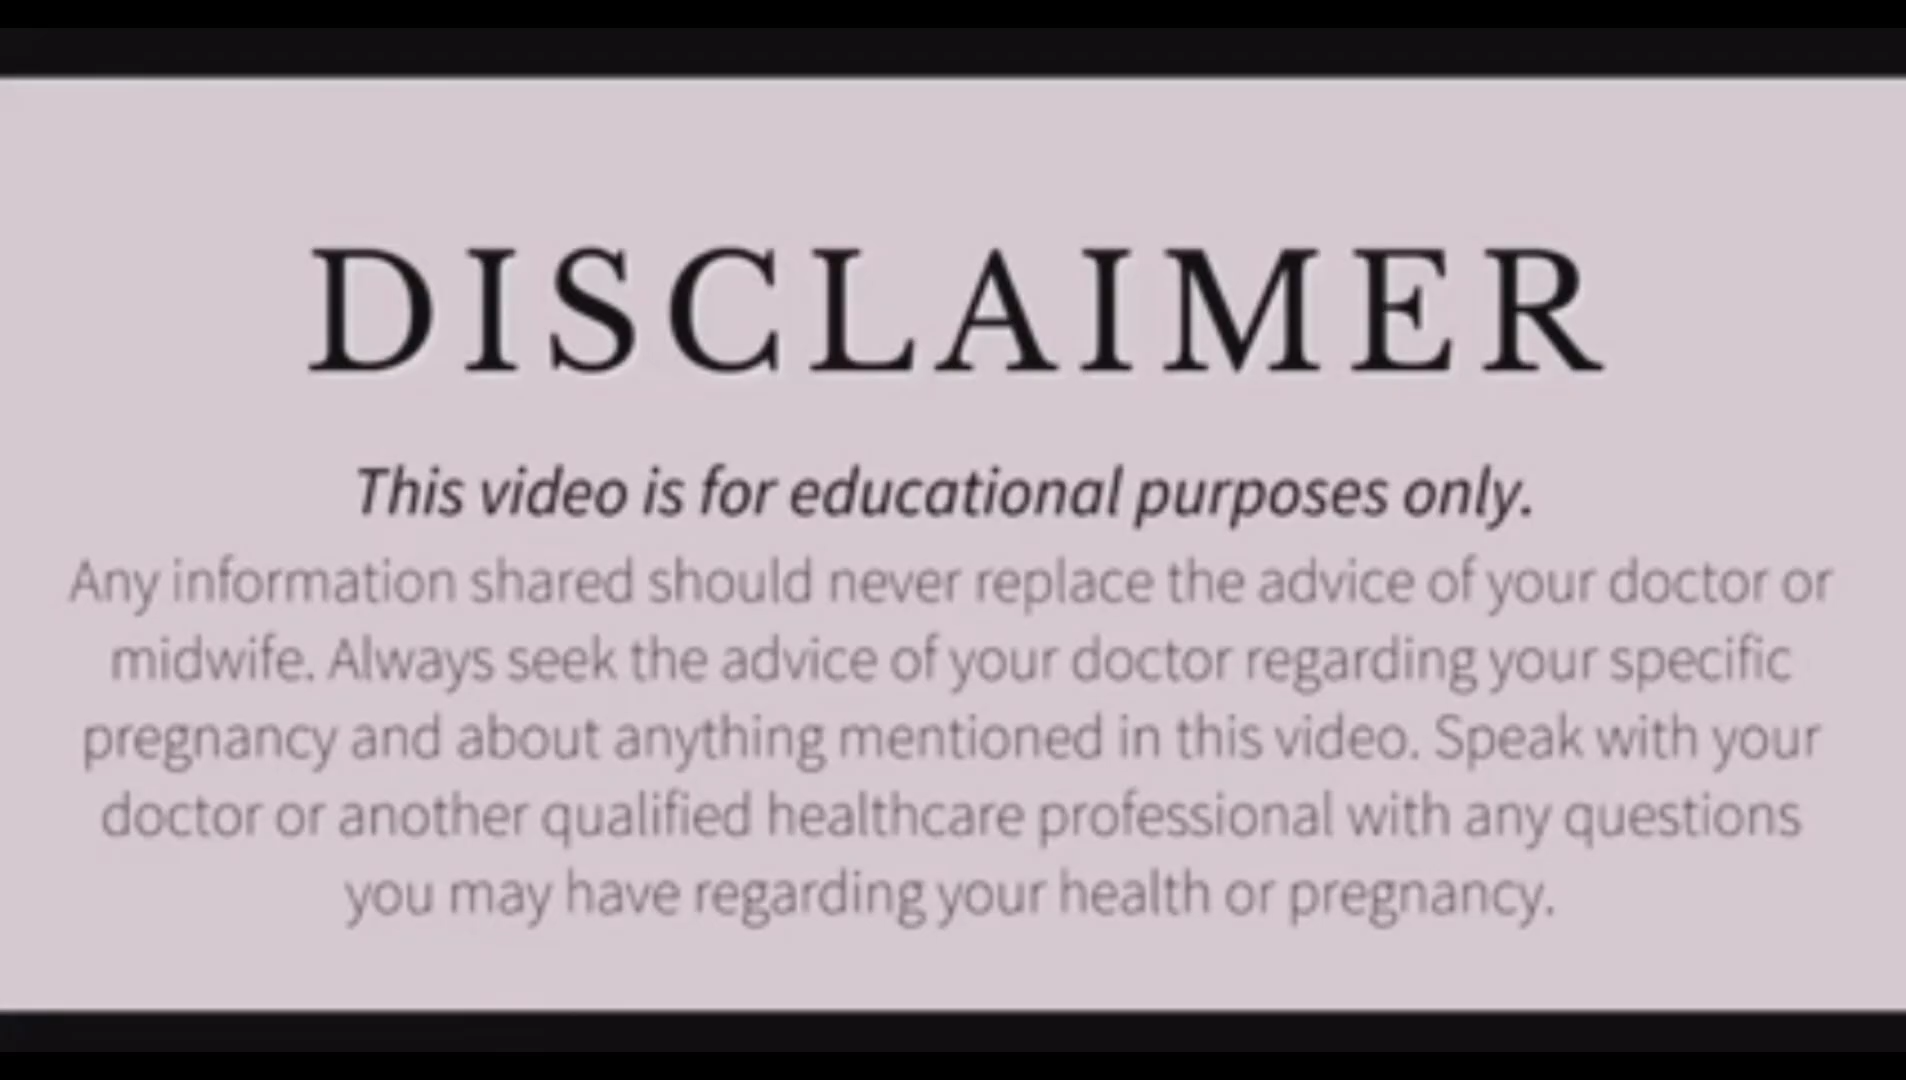 DISCLAIMER
This video is for educational purposes only.
Any information shared should never replace the advice of your doctor or
midwife. Always seek the advice of your doctor regarding your specific
pregnancy and about anything mentioned in this video. Speak with your
doctor or another qualified healthcare professional with any questions
you may have regarding your health or pregnancy.